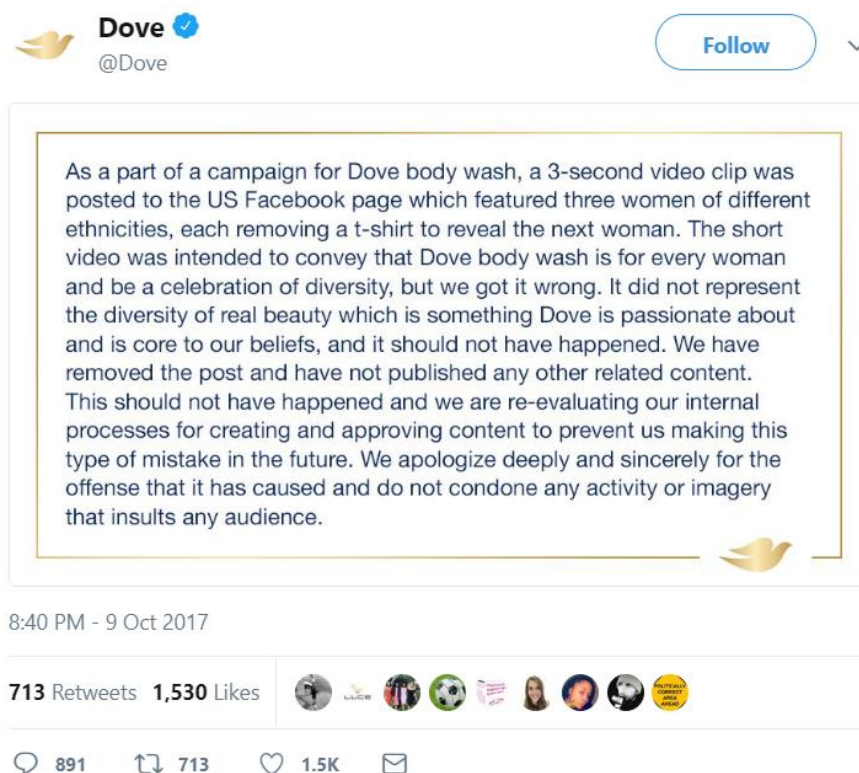 Dove
@Dove
Follow
As a part of a campaign for Dove body wash, a 3-second video clip was
posted to the US Facebook page which featured three women of different
ethnicities, each removing a t-shirt to reveal the next woman. The short
video was intended to convey that Dove body wash is for every woman
and be a celebration of diversity, but we got it wrong. It did not represent
the diversity of real beauty which is something Dove is passionate about
and is core to our beliefs, and it should not have happened. We have
removed the post and have not published any other related content.
This should not have happened and we are re-evaluating our internal
processes for creating and approving content to prevent us making this
type of mistake in the future. We apologize deeply and sincerely for the
offense that it has caused and do not condone any activity or imagery
that insults any audience.
8:40 PM - 9 Oct 2017
713 Retweets 1,530 Likes
LUCE
POLITICALLY
CORRECT
AREA
AHEAD
891 713 1.5K